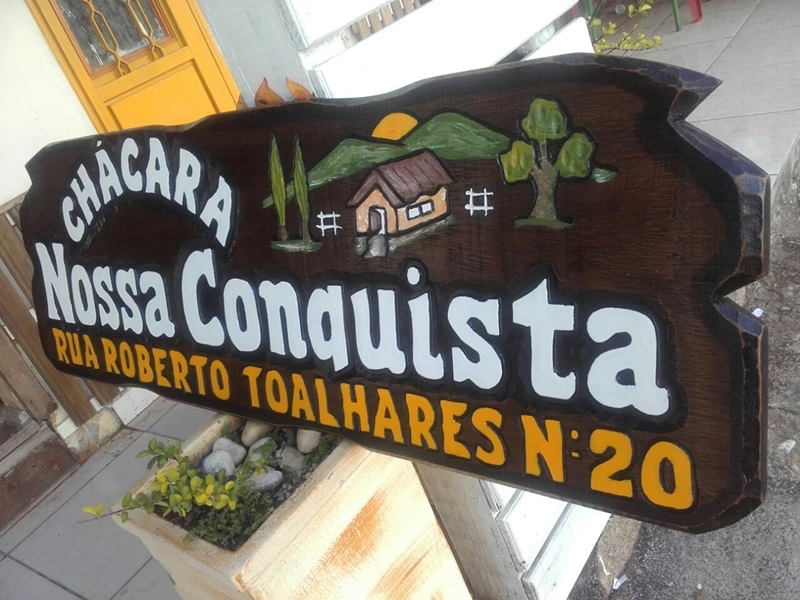 CHÁCARA
Nossa Conquista
RUA ROBERTO TOALHARES N:20